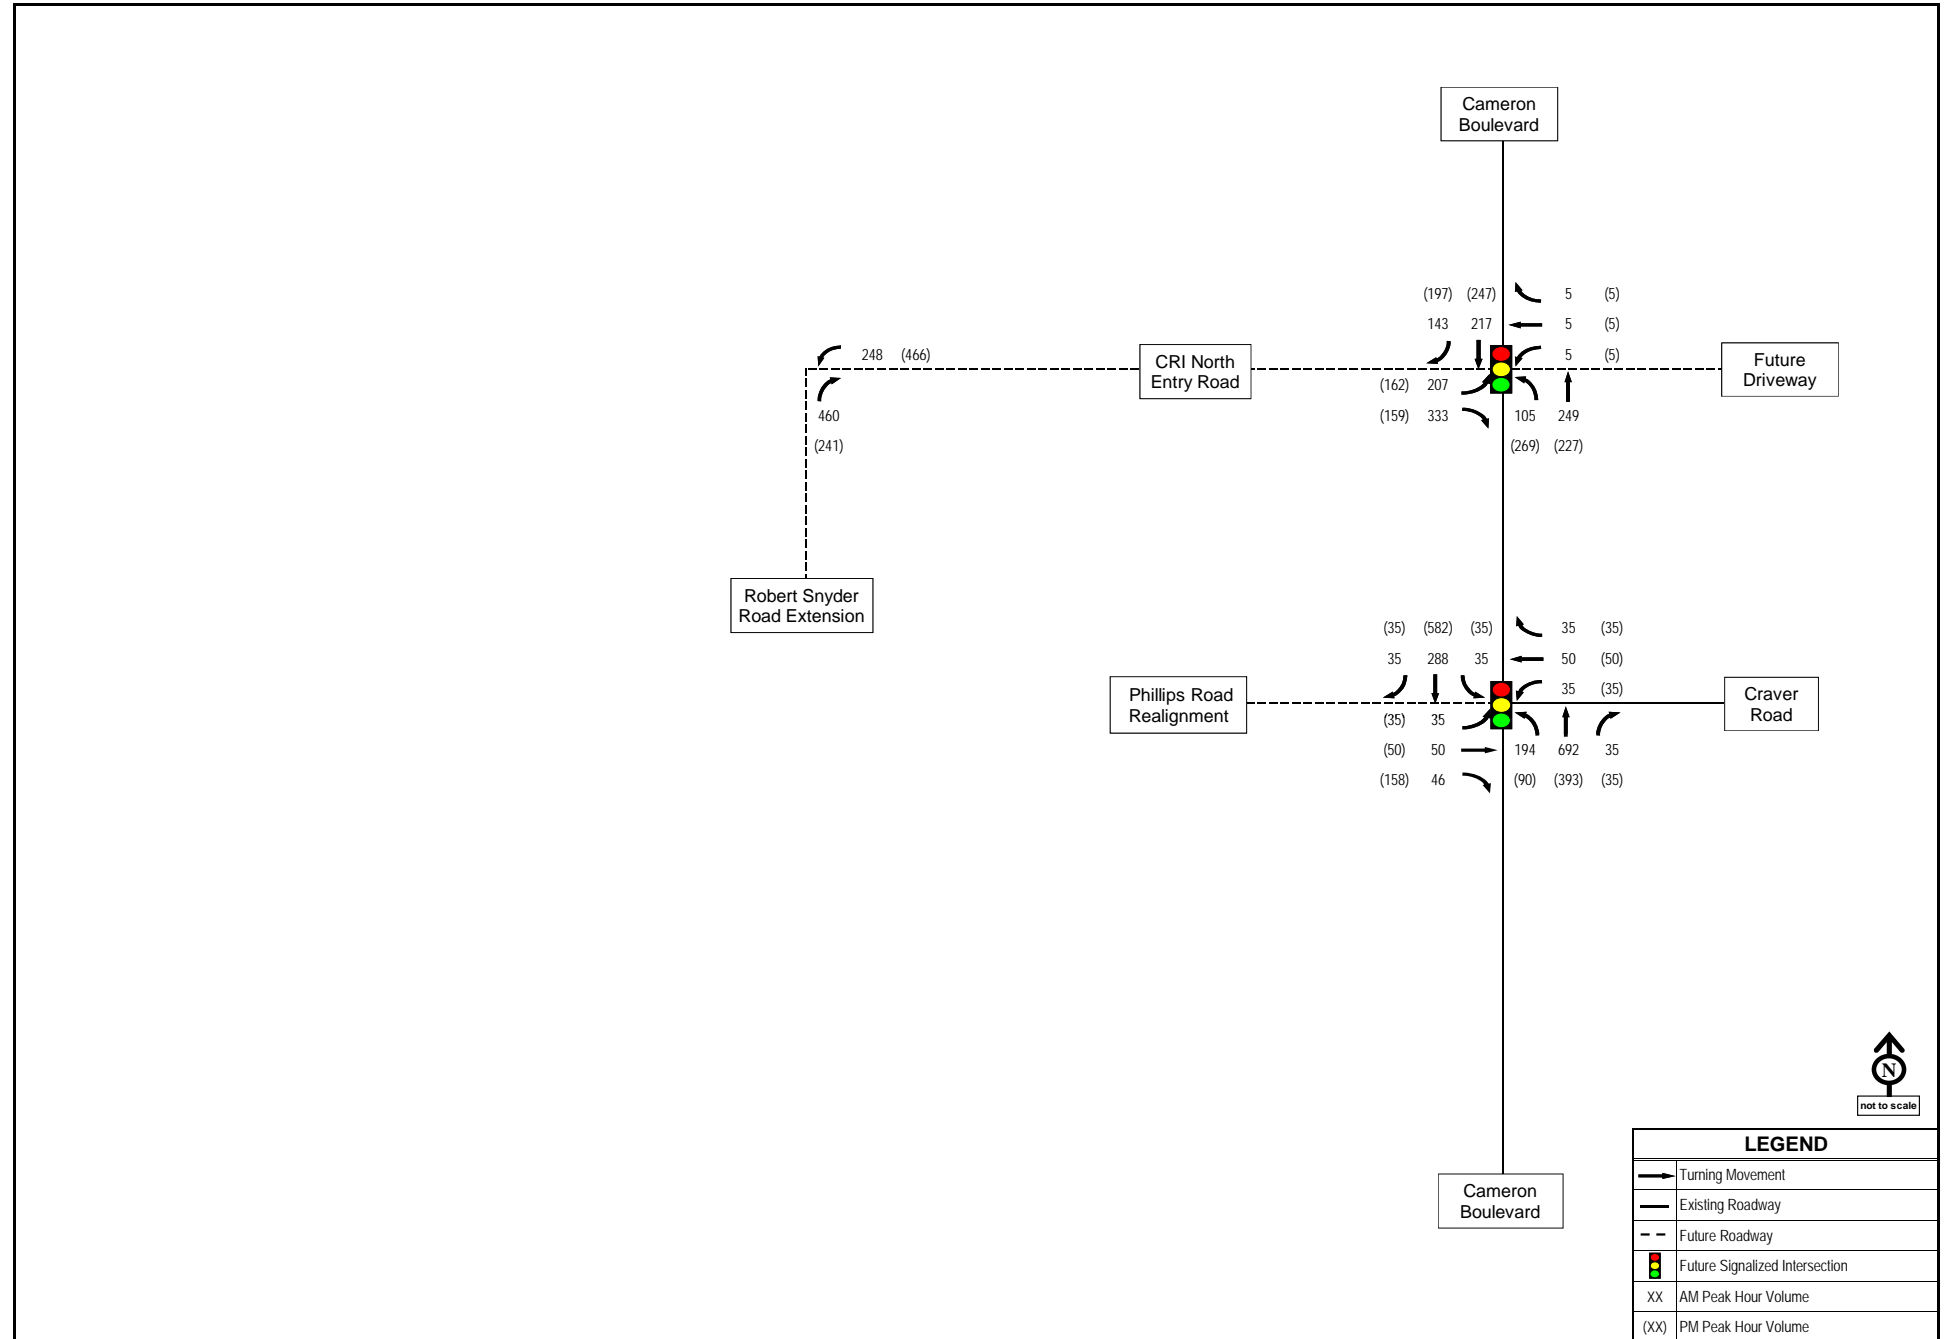 Cameron
Boulevard
(197) (247) 5 (5)
143 217 5 (5)
248 (466) 5 (5)
CRI North
Entry Road
Future
Driveway
(162) 207
460 (159) 333 105 249
(241) (269) (227)
Robert Snyder
Road Extension
(35) (582) (35) 35 (35)
35 288 35 50 (50)
35 (35)
Phillips Road
Realignment
Craver
Road
(35) 35
(50) 50 194 692 35
(158) 46 (90) (393) (35)
N
not to scale
Cameron
Boulevard
LEGEND
Turning Movement
Existing Roadway
Future Roadway
Future Signalized Intersection
XX AM Peak Hour Volume
(XX) PM Peak Hour Volume